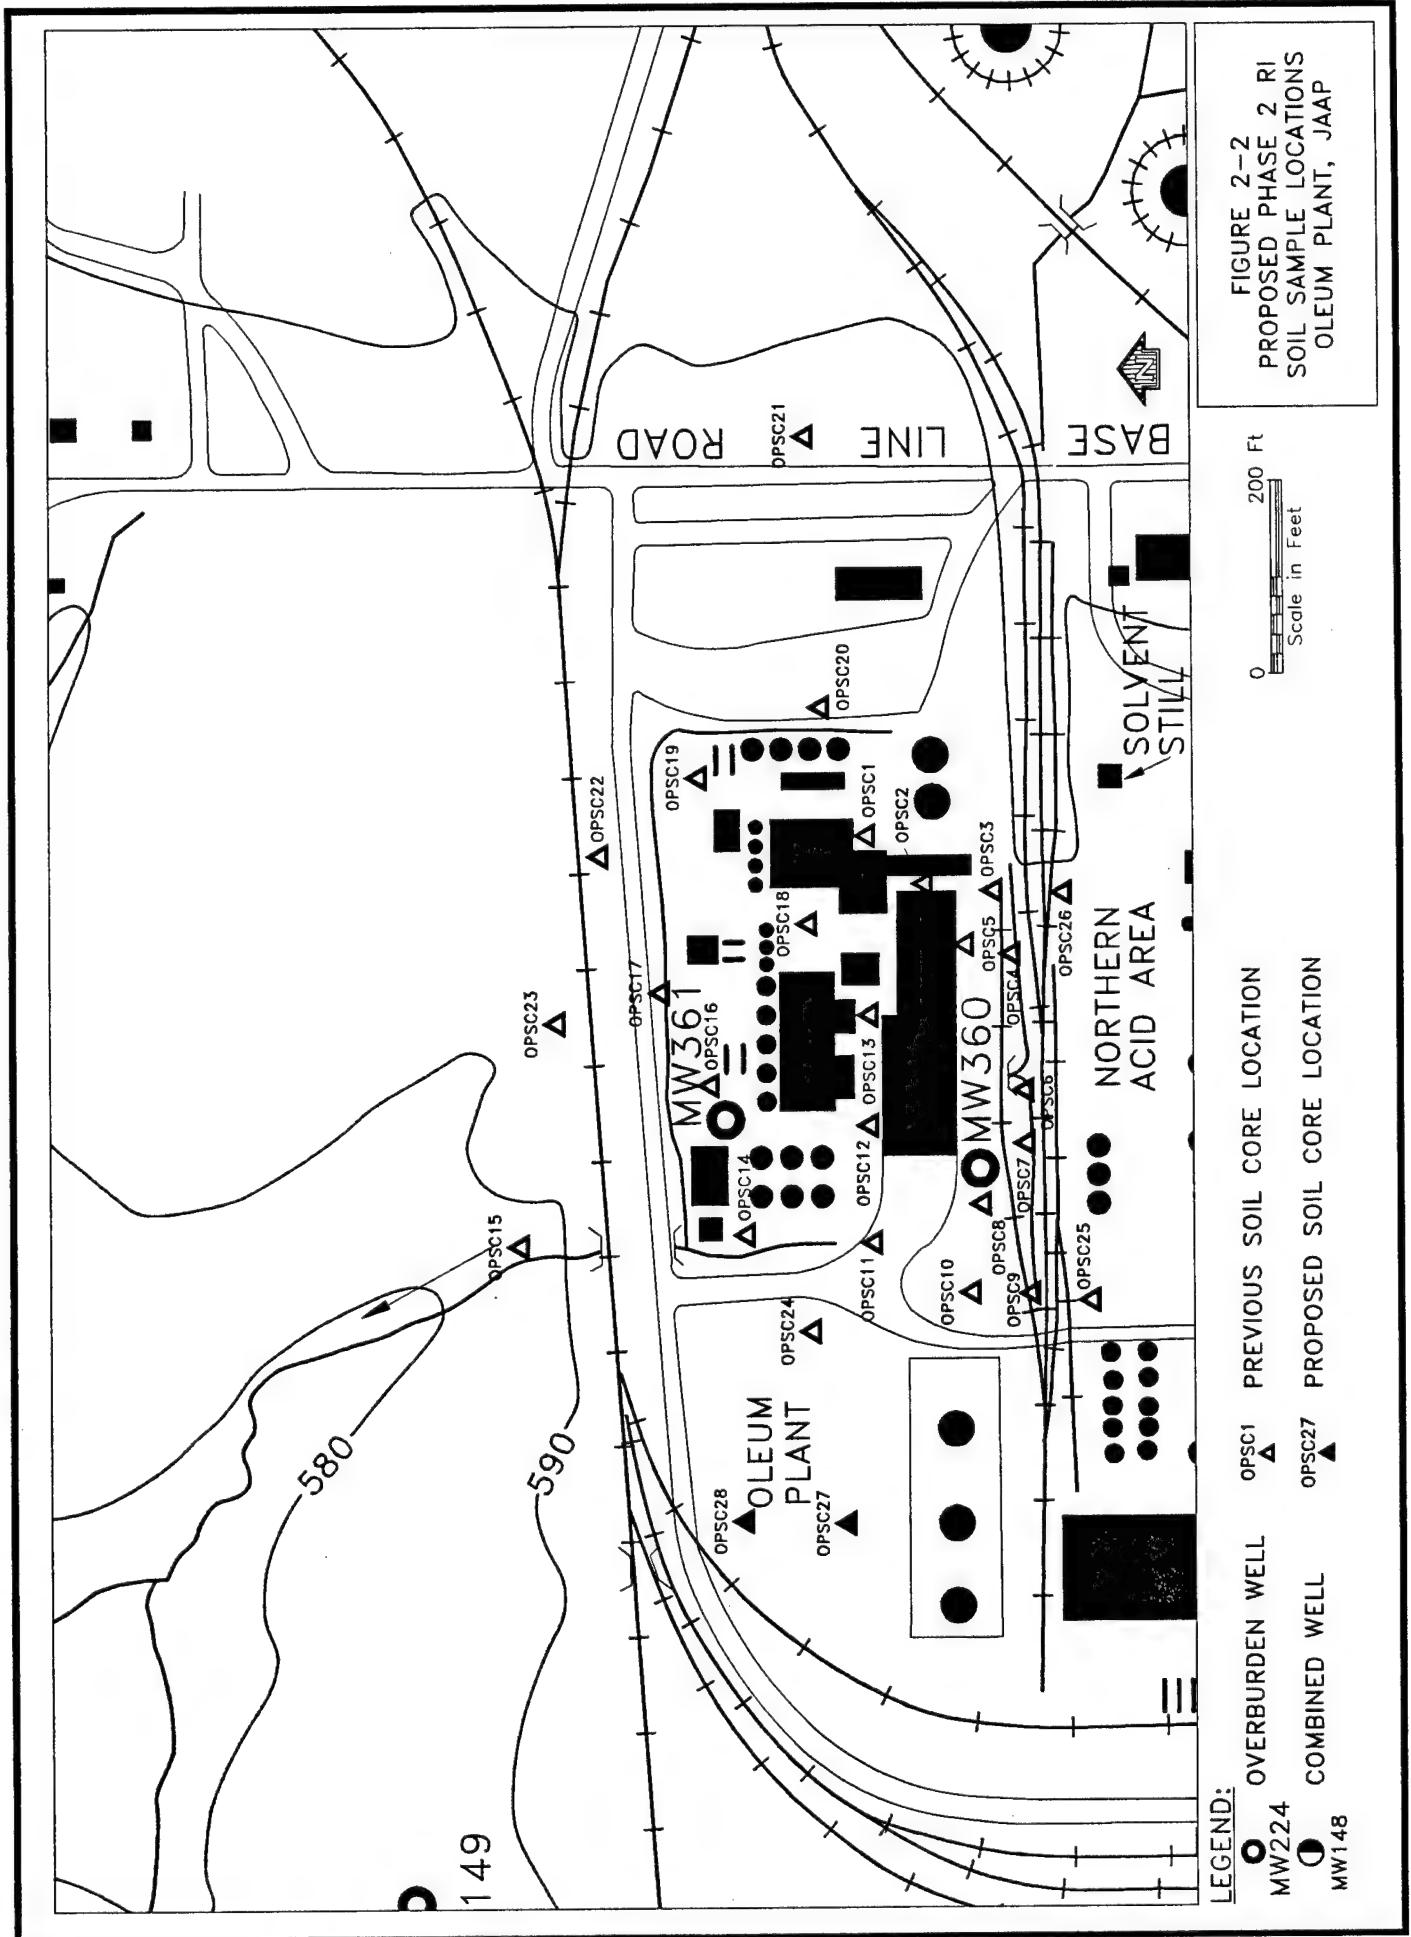 FIGURE 2-2
PROPOSED PHASE 2 RI
SOIL SAMPLE LOCATIONS
OLEUM PLANT, JAAP
N
BASE
LINE
ROAD
OPSC21
SOLVENT
STILL
OPSC20
OPSC19
OPSC22
OPSC1
OPSC2
OPSC3
OPSC18
OPSC5
OPSC4
OPSC26
OPSC17
OPSC23
MW361
OPSC16
OPSC13
MW360
OPSC6
NORTHERN
ACID AREA
OPSC12
OPSC7
OPSC14
OPSC15
OPSC8
OPSC11
OPSC10
OPSC9
OPSC25
OPSC24
580
590
OLEUM
PLANT
OPSC28
OPSC27
149
0
200 Ft
Scale in Feet
LEGEND:
MW224
OVERBURDEN WELL
MW148
COMBINED WELL
OPSC1
PREVIOUS SOIL CORE LOCATION
OPSC27
PROPOSED SOIL CORE LOCATION